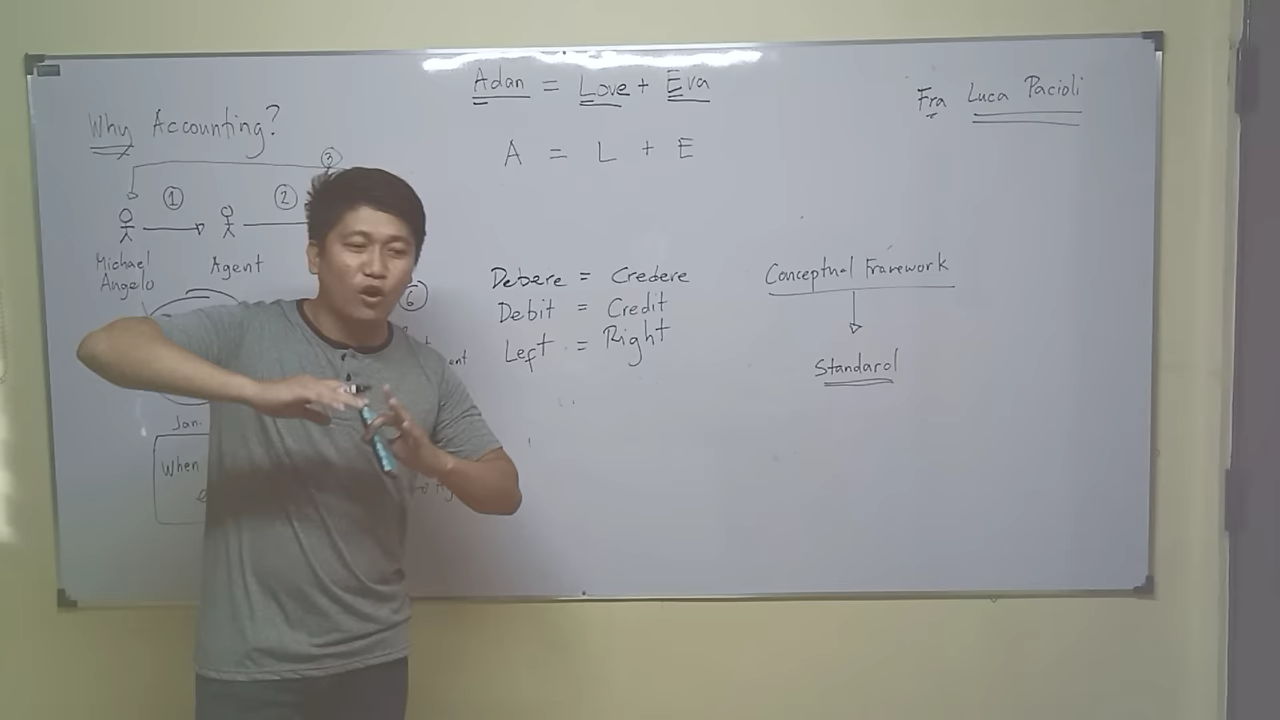 Adan = Love + Eva
Fra Luca Pacioli
Why Accounting?
A = L + E
3
1
2
Michael
Angelo
Agent
6
Debere = Credere
Debit = Credit
Left = Right
Conceptual Framework
Standard
Jan.
When